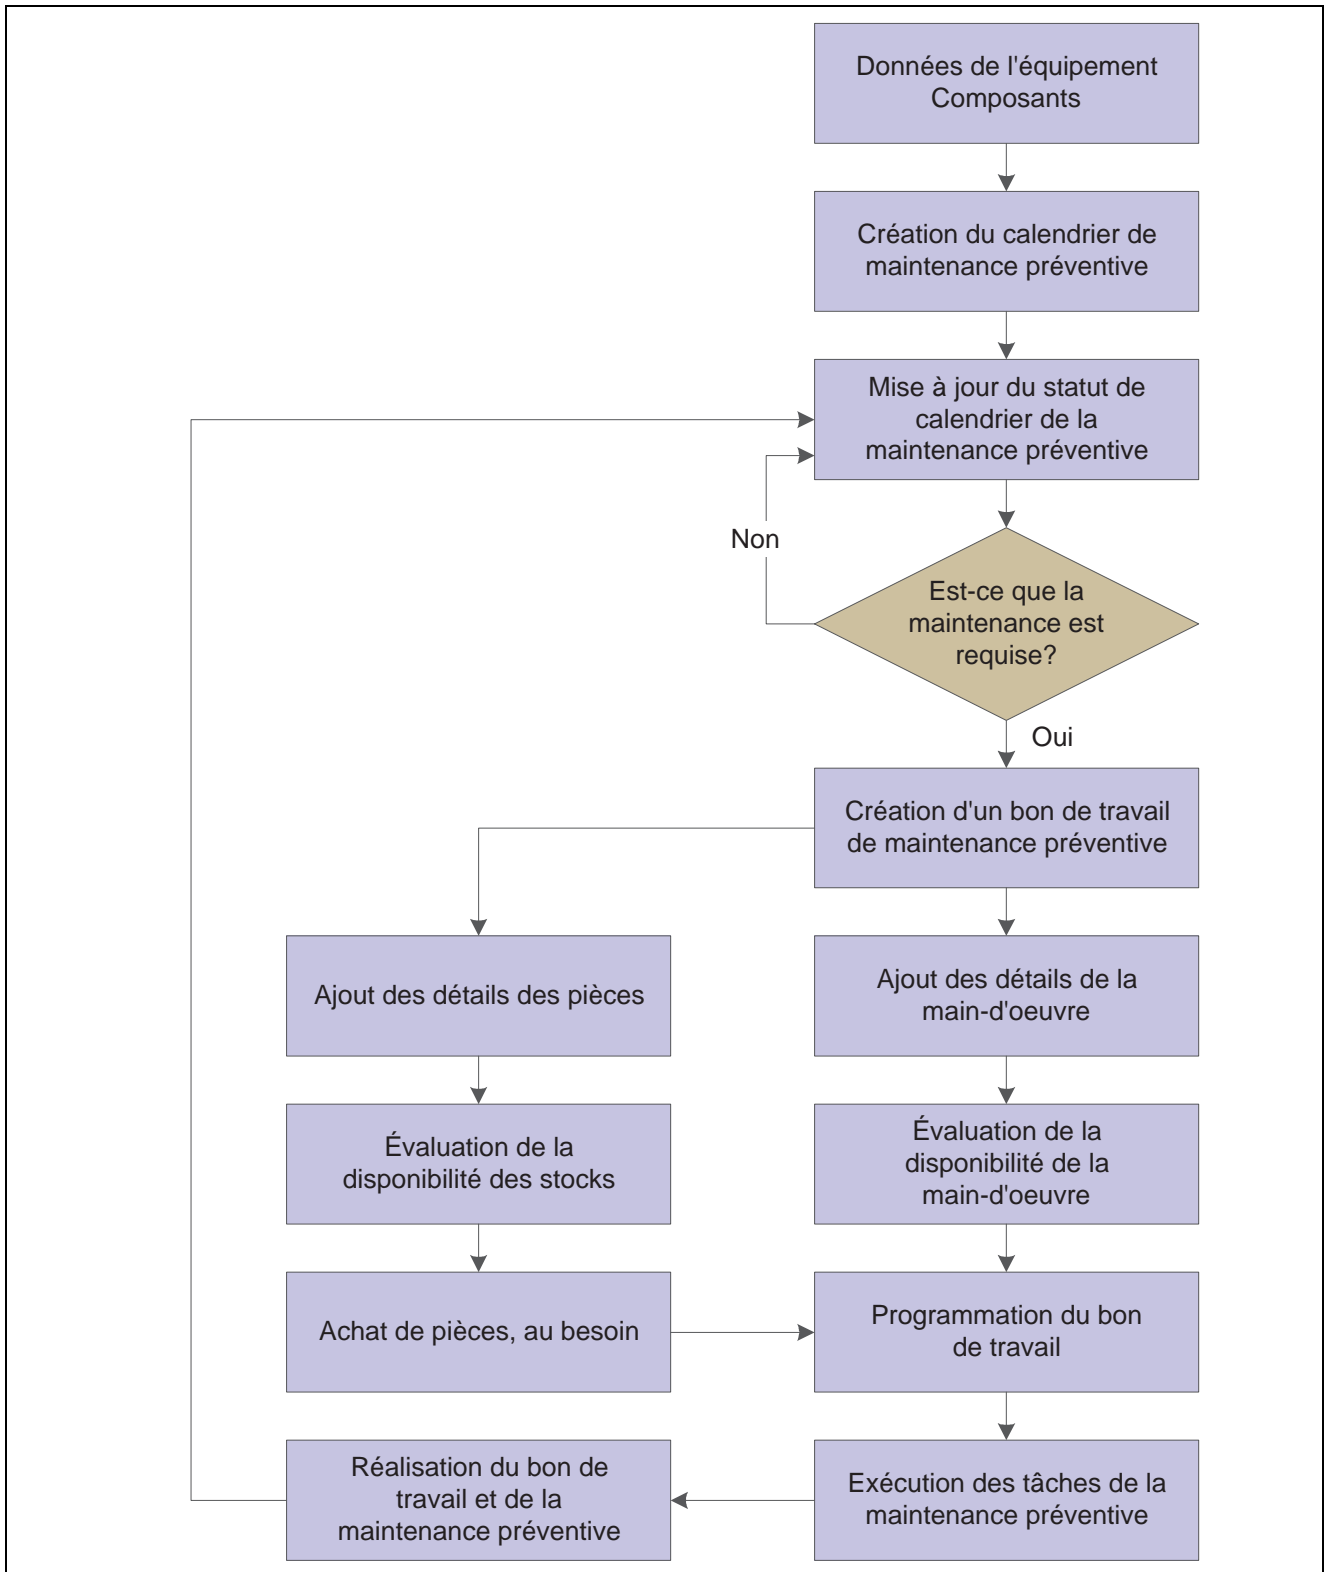 Données de l'équipement
Composants
Création du calendrier de
maintenance préventive
Mise à jour du statut de
calendrier de la
maintenance préventive
Non
Est-ce que la
maintenance est
requise?
Oui
Création d'un bon de travail
de maintenance préventive
Ajout des détails des pièces
Ajout des détails de la
main-d'oeuvre
Évaluation de la
disponibilité des stocks
Évaluation de la
disponibilité de la
main-d'oeuvre
Achat de pièces, au besoin
Programmation du bon
de travail
Réalisation du bon de
travail et de la
maintenance préventive
Exécution des tâches de la
maintenance préventive